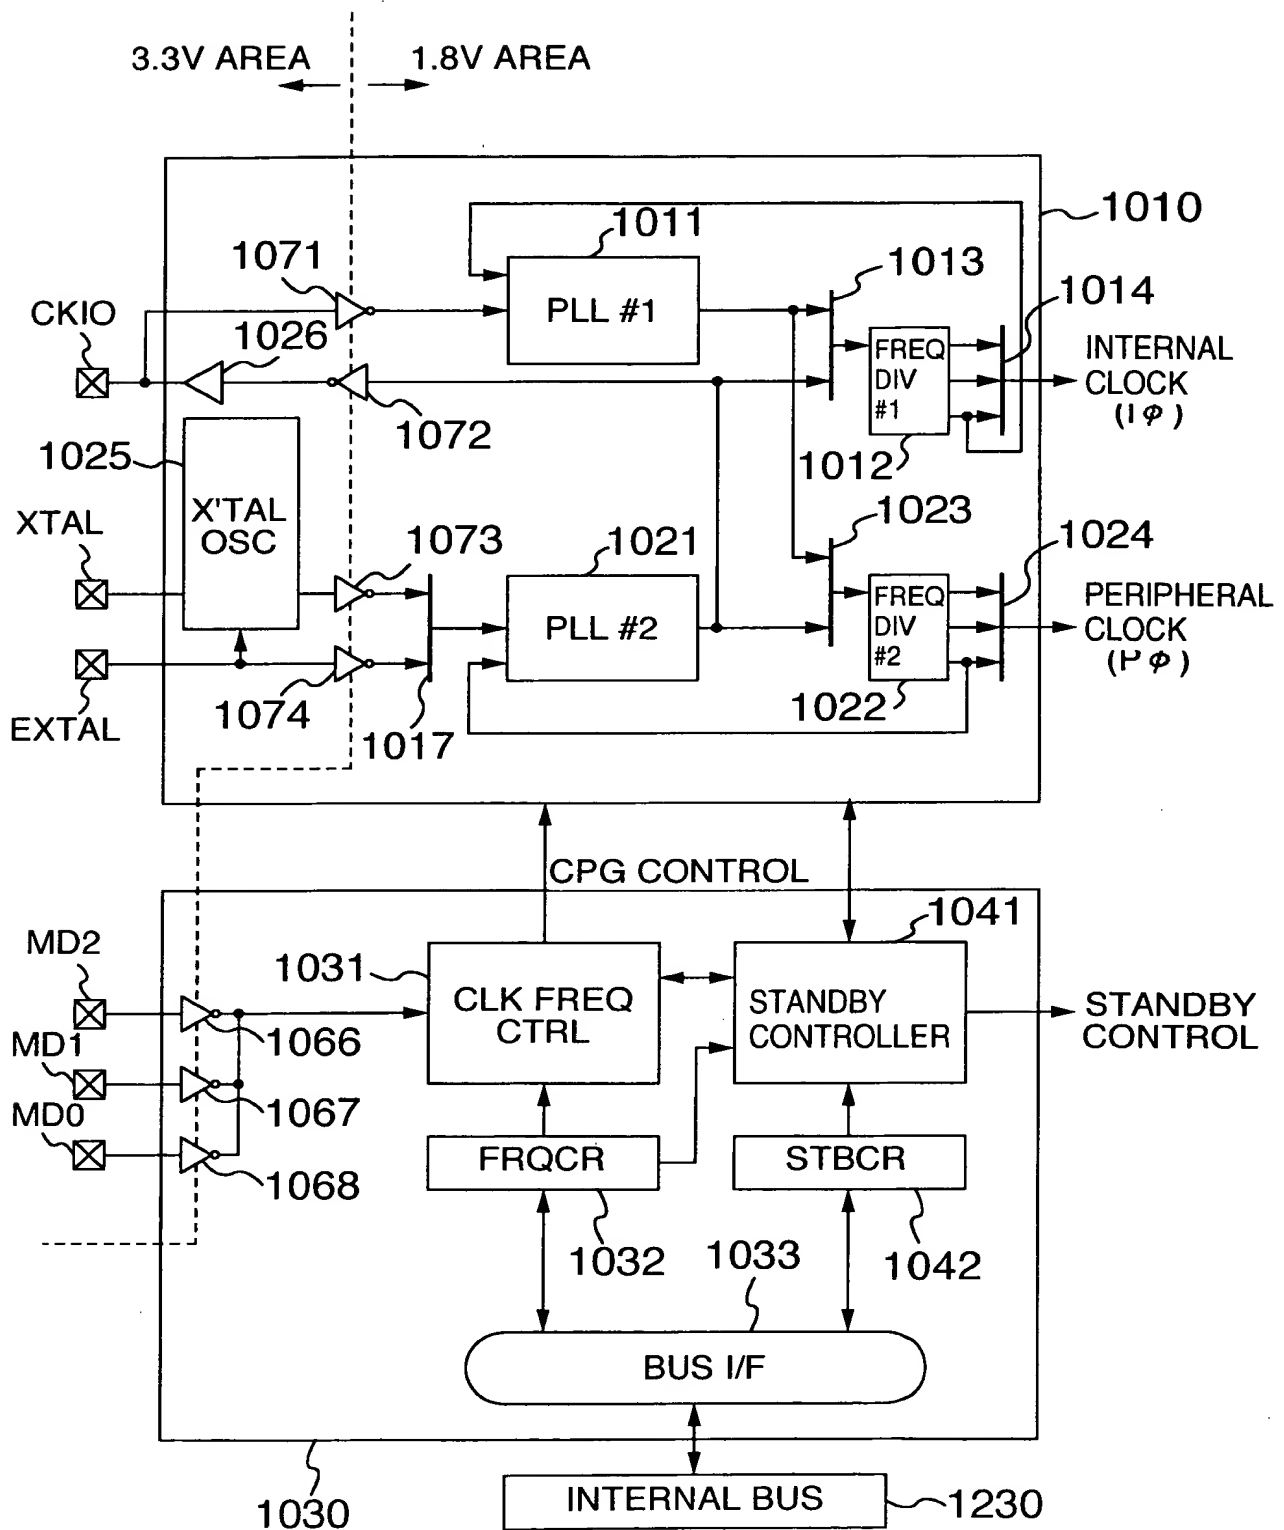 3.3V AREA
1.8V AREA
1010
1011
1071
1013
1014
CKIO
1026
PLL #1
FREQ
DIV
#1
INTERNAL
CLOCK
(Iφ)
1072
1012
1025
X'TAL
OSC
XTAL
1073
1021
1023
1024
PLL #2
FREQ
DIV
#2
PERIPHERAL
CLOCK
(Pφ)
EXTAL
1074
1017
1022
CPG CONTROL
1041
MD2
1031
CLK FREQ
CTRL
STANDBY
CONTROLLER
STANDBY
CONTROL
1066
MD1
1067
MD0
1068
FRQCR
STBCR
1032
1033
1042
BUS I/F
1030
INTERNAL BUS
1230